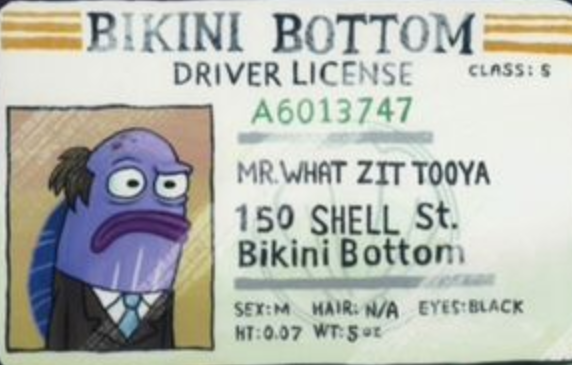 BIKINI BOTTOM
DRIVER LICENSE
CLASS: S
A6013747
MR. WHAT ZIT TOOYA
150 SHELL St.
Bikini Bottom
SEX:M HAIR: N/A EYES:BLACK
HT:0.07 WT:5 oz